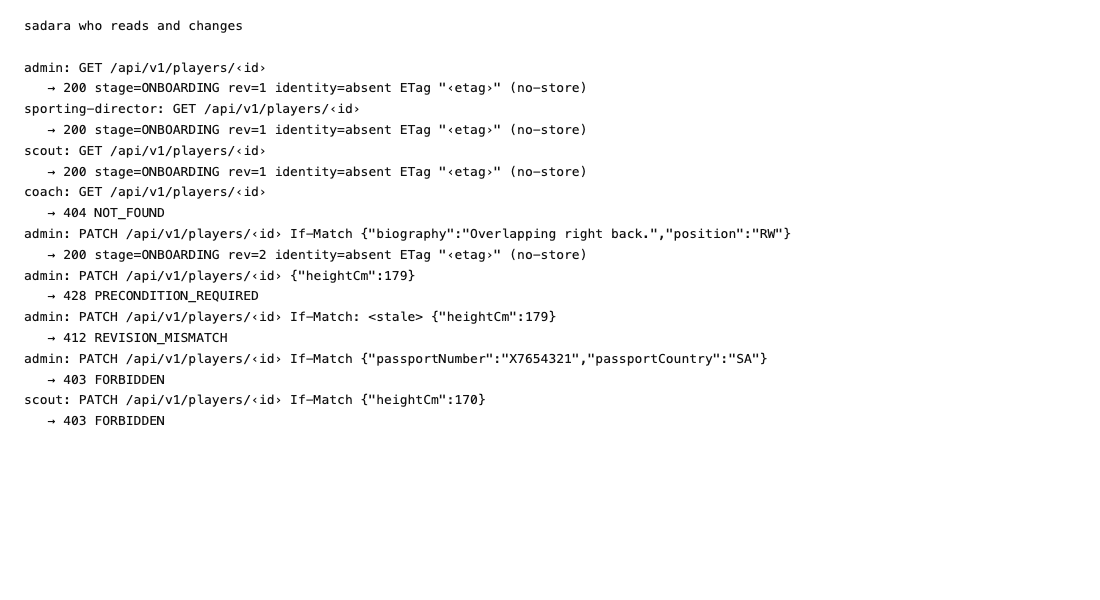 sadara who reads and changes
admin: GET /api/v1/players/‹id›
→ 200 stage=ONBOARDING rev=1 identity=absent ETag "‹etag›" (no-store)
sporting-director: GET /api/v1/players/‹id›
→ 200 stage=ONBOARDING rev=1 identity=absent ETag "‹etag›" (no-store)
scout: GET /api/v1/players/‹id›
→ 200 stage=ONBOARDING rev=1 identity=absent ETag "‹etag›" (no-store)
coach: GET /api/v1/players/‹id›
→ 404 NOT_FOUND
admin: PATCH /api/v1/players/‹id› If-Match {"biography":"Overlapping right back.","position":"RW"}
→ 200 stage=ONBOARDING rev=2 identity=absent ETag "‹etag›" (no-store)
admin: PATCH /api/v1/players/‹id› {"heightCm":179}
→ 428 PRECONDITION_REQUIRED
admin: PATCH /api/v1/players/‹id› If-Match: <stale> {"heightCm":179}
→ 412 REVISION_MISMATCH
admin: PATCH /api/v1/players/‹id› If-Match {"passportNumber":"X7654321","passportCountry":"SA"}
→ 403 FORBIDDEN
scout: PATCH /api/v1/players/‹id› If-Match {"heightCm":170}
→ 403 FORBIDDEN